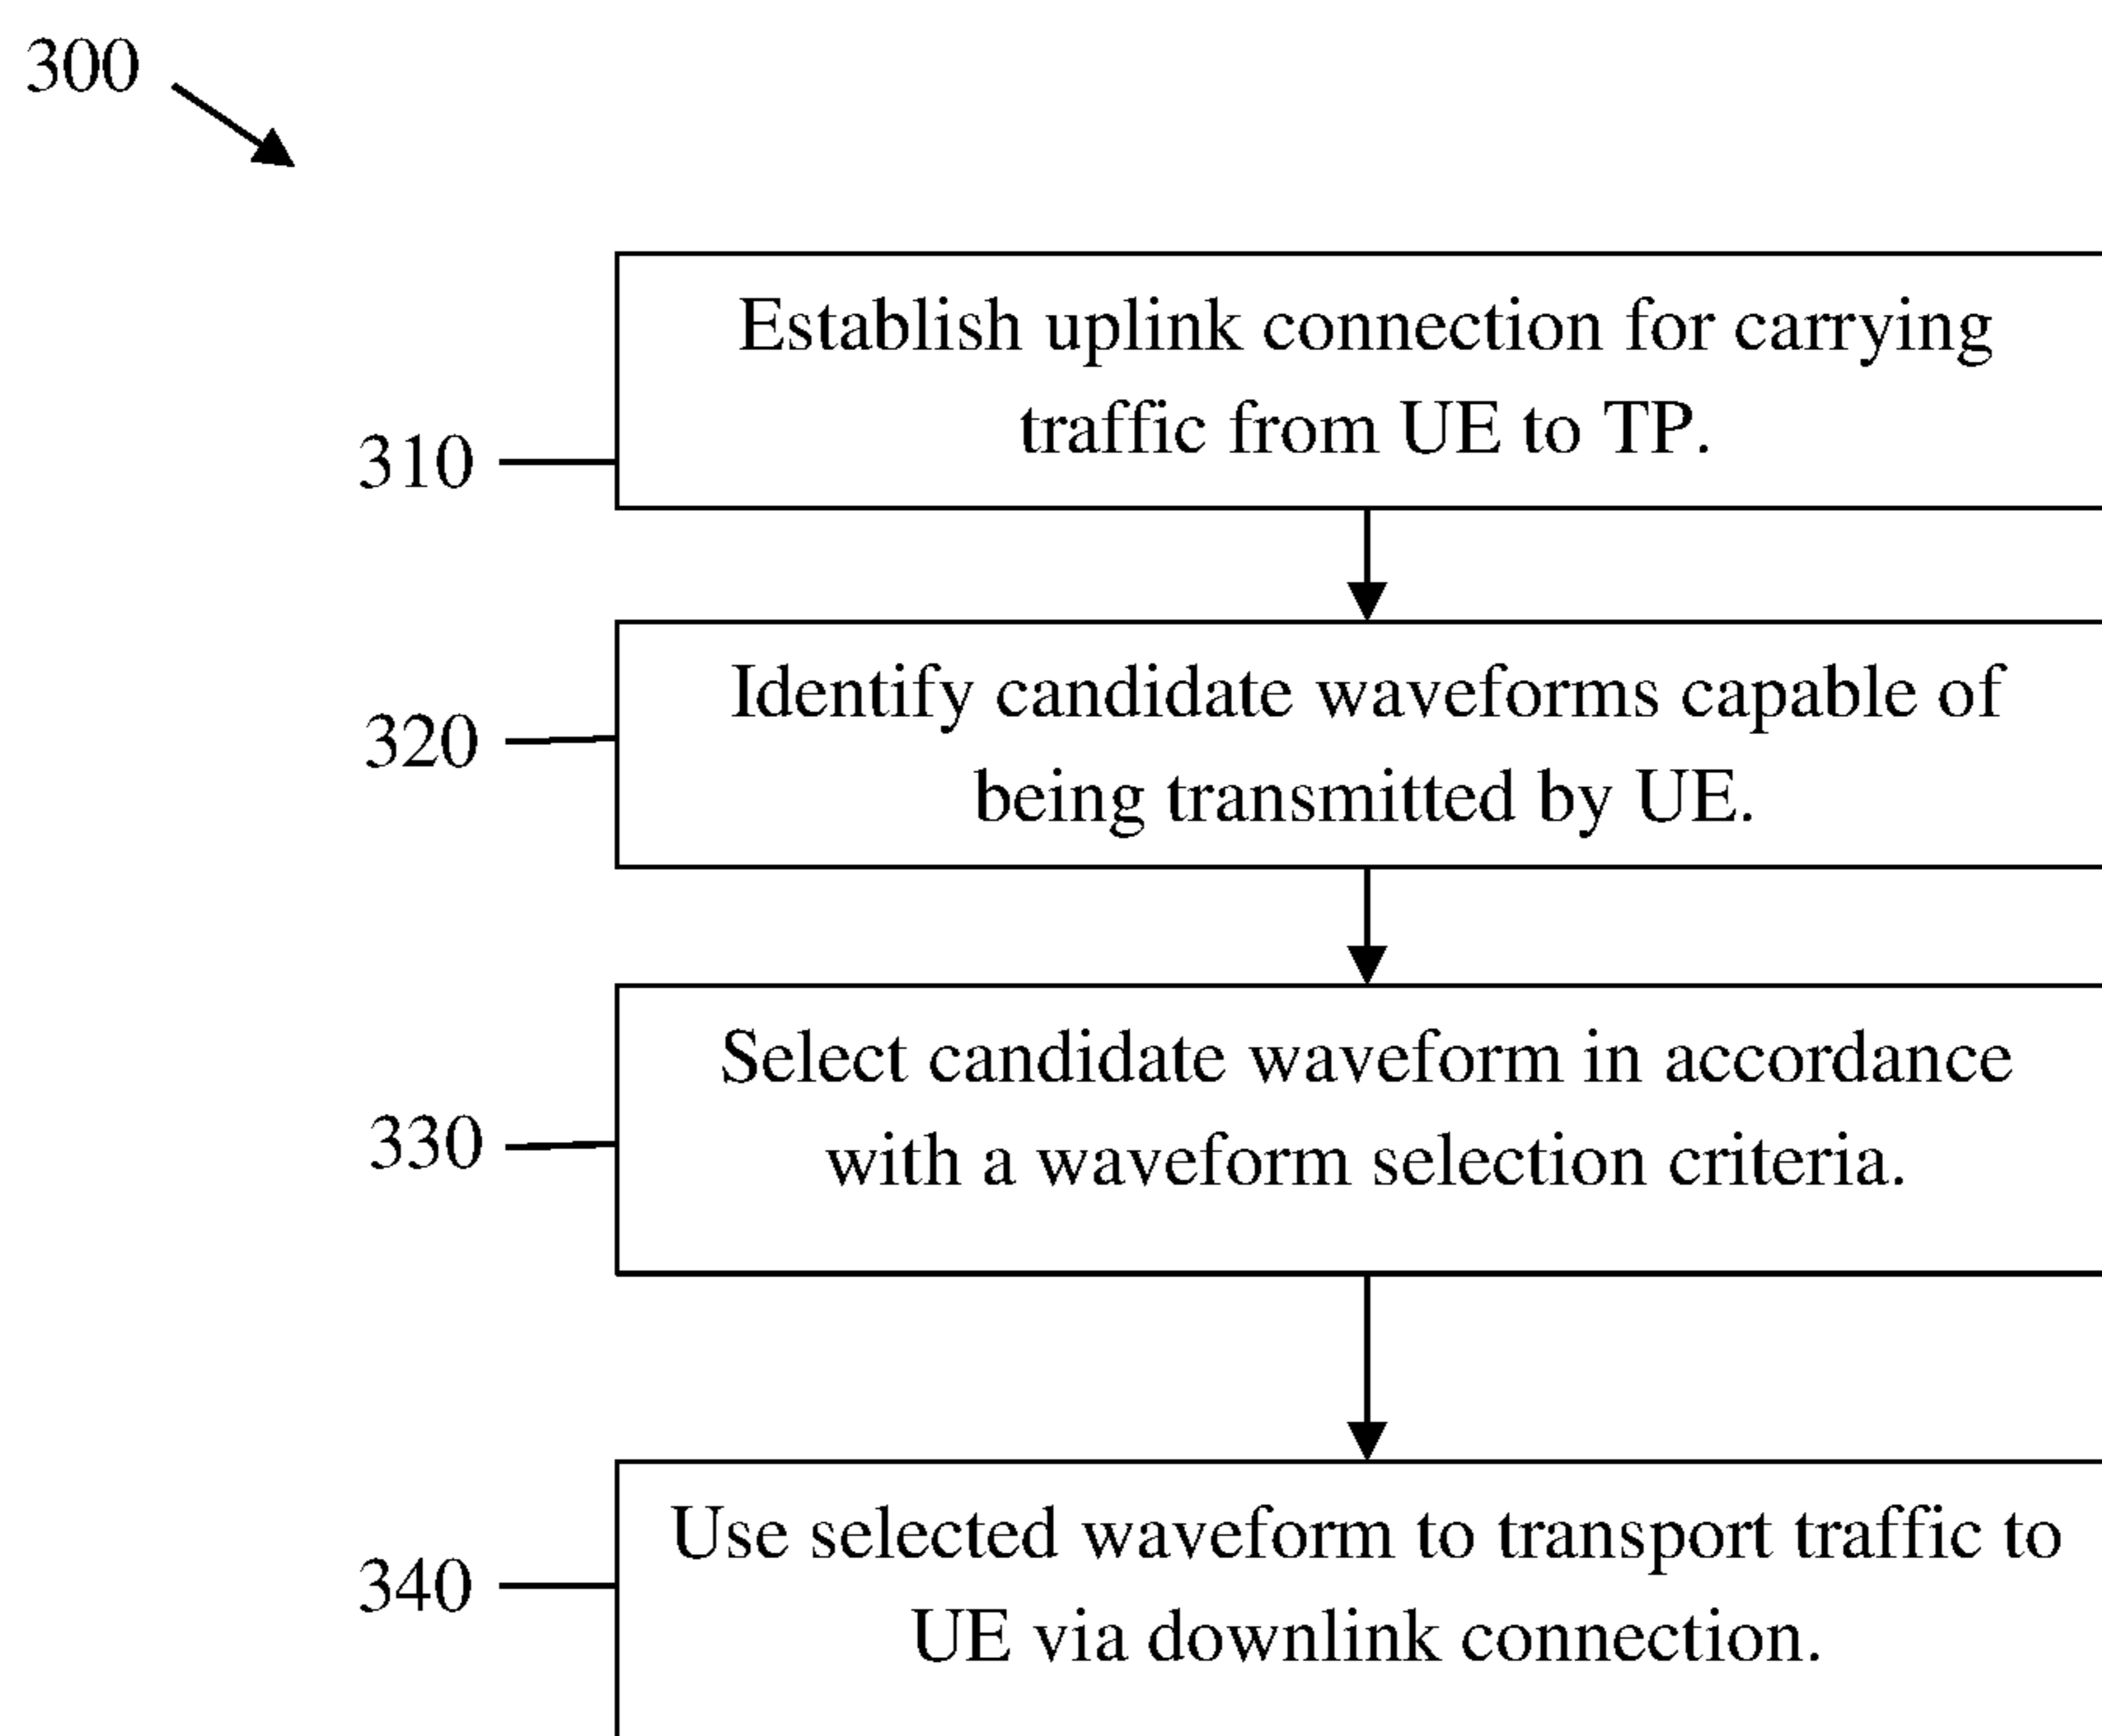 300
Establish uplink connection for carrying
traffic from UE to TP.
310
Identify candidate waveforms capable of
being transmitted by UE.
320
Select candidate waveform in accordance
with a waveform selection criteria.
330
Use selected waveform to transport traffic to
UE via downlink connection.
340